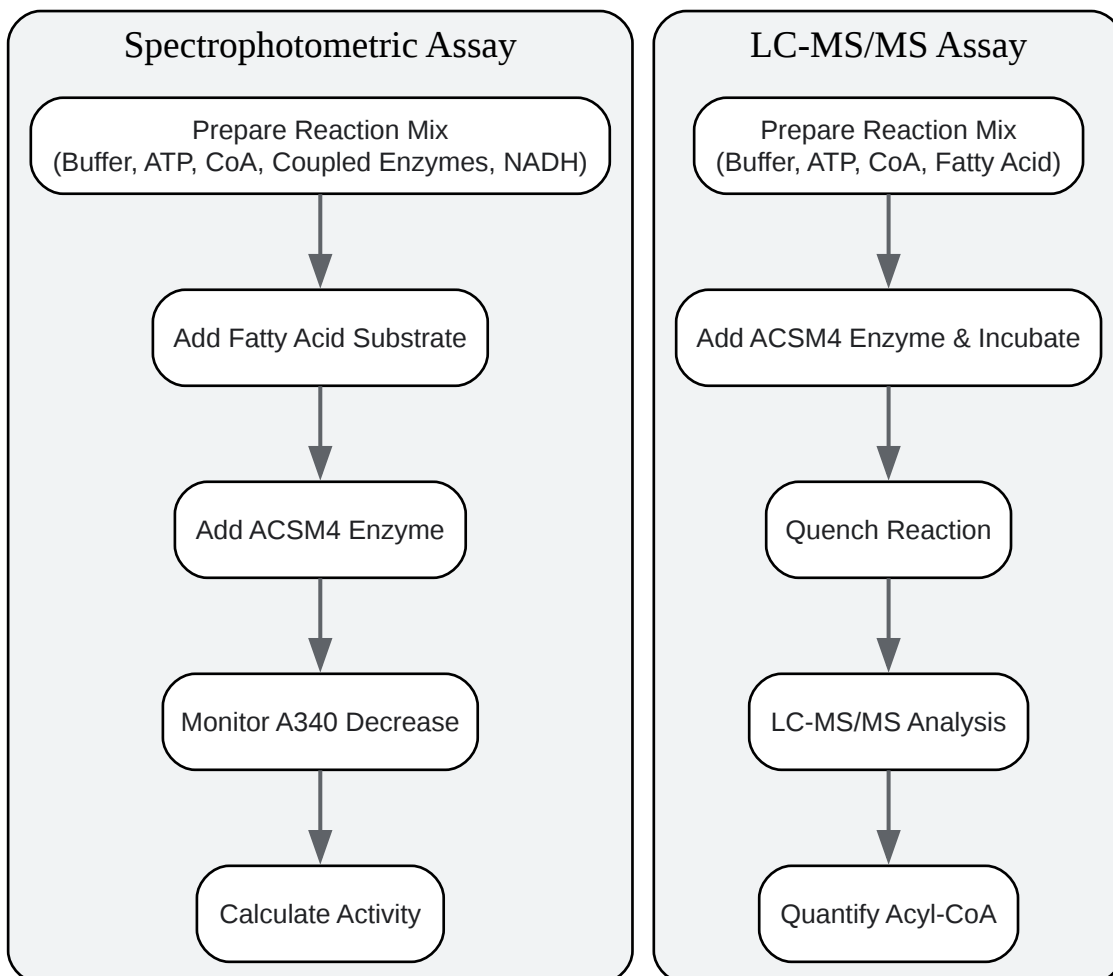 Spectrophotometric Assay
Prepare Reaction Mix
(Buffer, ATP, CoA, Coupled Enzymes, NADH)
Add Fatty Acid Substrate
Add ACSM4 Enzyme
Monitor A340 Decrease
Calculate Activity
LC-MS/MS Assay
Prepare Reaction Mix
(Buffer, ATP, CoA, Fatty Acid)
Add ACSM4 Enzyme & Incubate
Quench Reaction
LC-MS/MS Analysis
Quantify Acyl-CoA